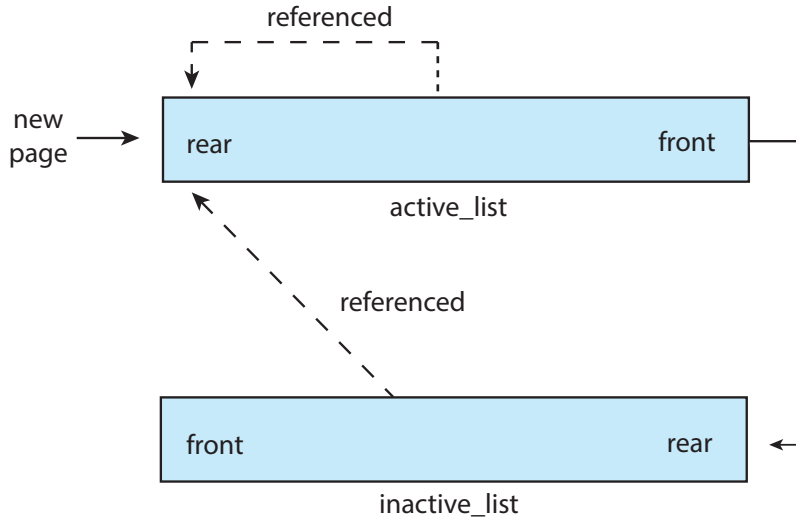 referenced
new
page
rear
front
active_list
referenced
front
rear
inactive_list